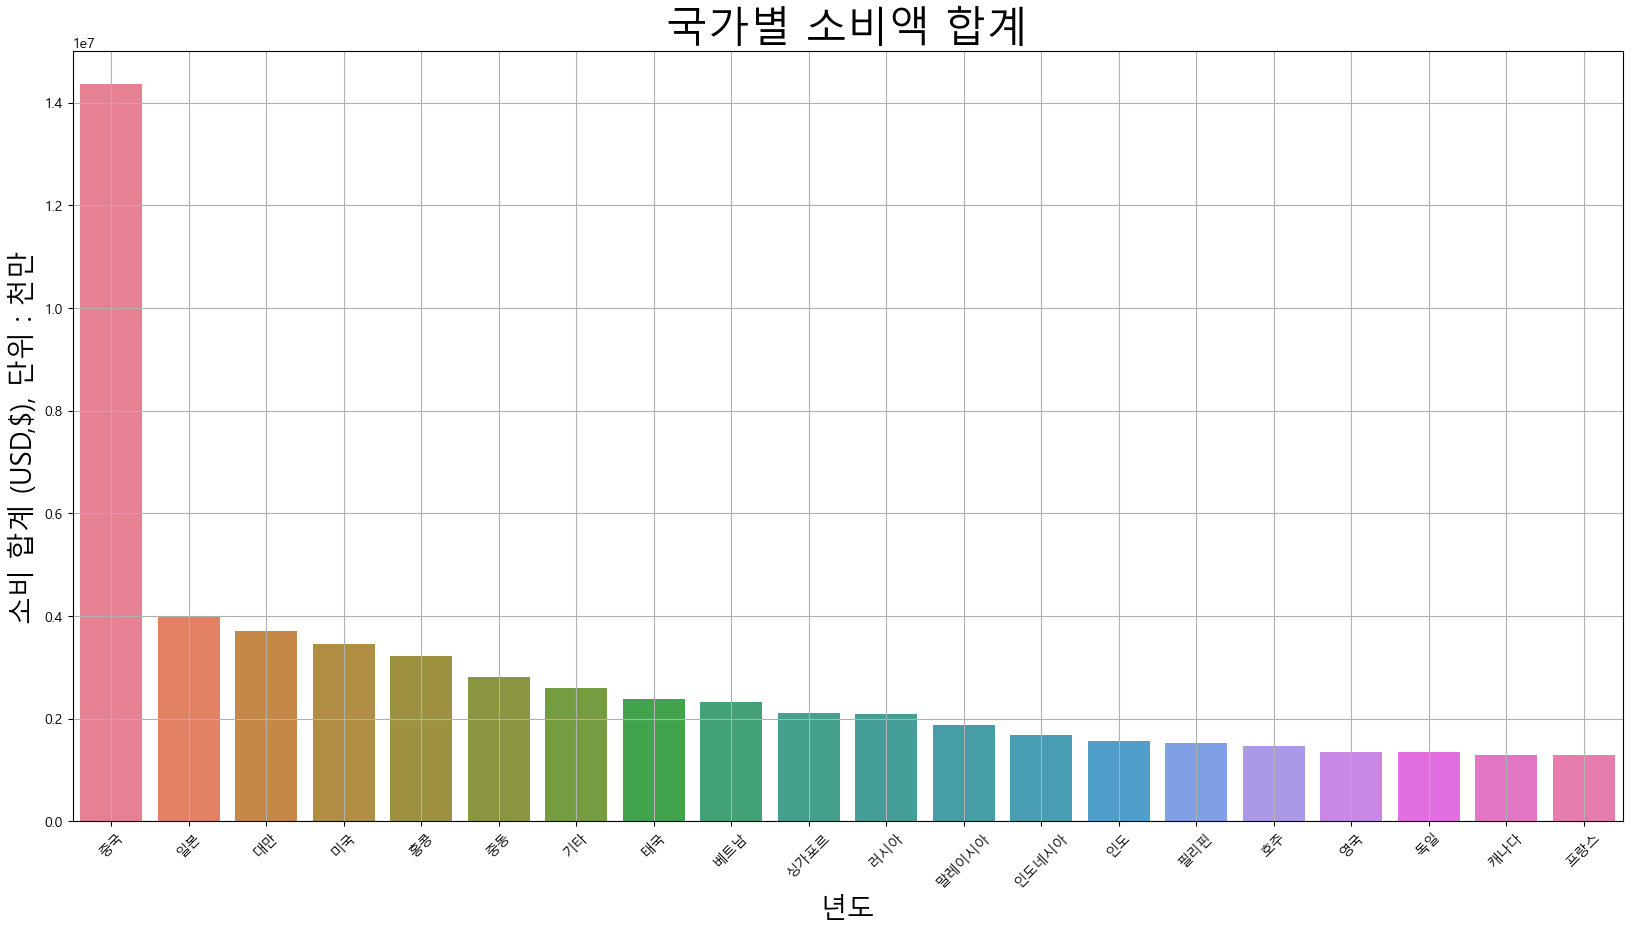 국가별 소비액 합계
1e7
1.4
1.2
1.0
0.8
0.6
0.4
0.2
0.0
소비 합계 (USD,$), 단위 : 천만
중국
일본
대만
미국
홍콩
중동
기타
태국
베트남
싱가포르
러시아
말레이시아
인도네시아
인도
필리핀
호주
영국
독일
캐나다
프랑스
년도